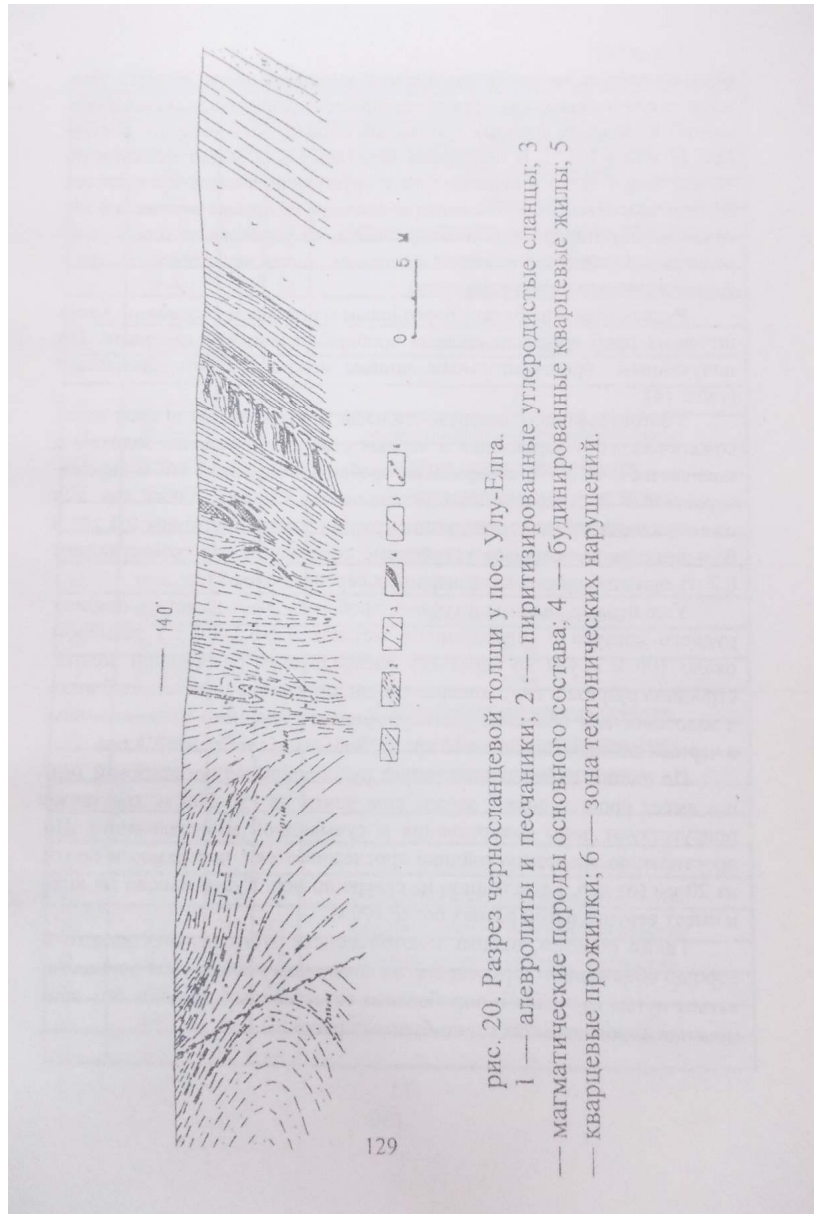 140°
0 5 м
1 2 3 4 5 6
рис. 20. Разрез черносланцевой толщи у пос. Улу-Елга.
1 — алевролиты и песчаники; 2 — пиритизированные углеродистые сланцы; 3
— магматические породы основного состава; 4 — будинированные кварцевые жилы; 5
— кварцевые прожилки; 6 — зона тектонических нарушений.
129